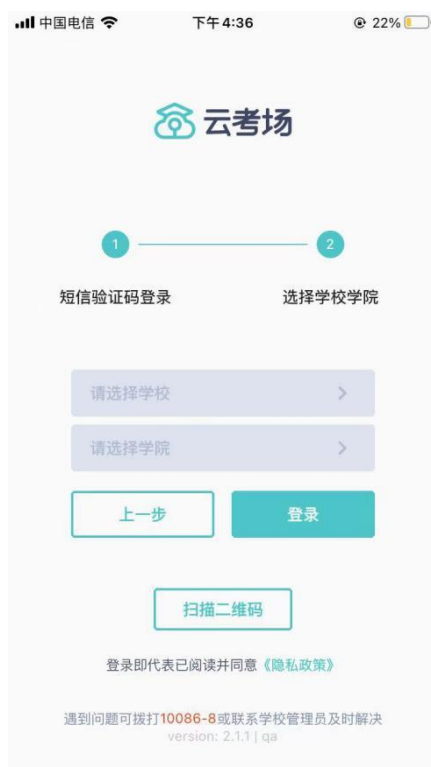 中国电信 下午4:36 22%
云考场
1 2
短信验证码登录 选择学校学院
请选择学校
请选择学院
上一步 登录
扫描二维码
登录即代表已阅读并同意《隐私政策》
遇到问题可拨打10086-8或联系学校管理员及时解决
version: 2.1.1 | qa